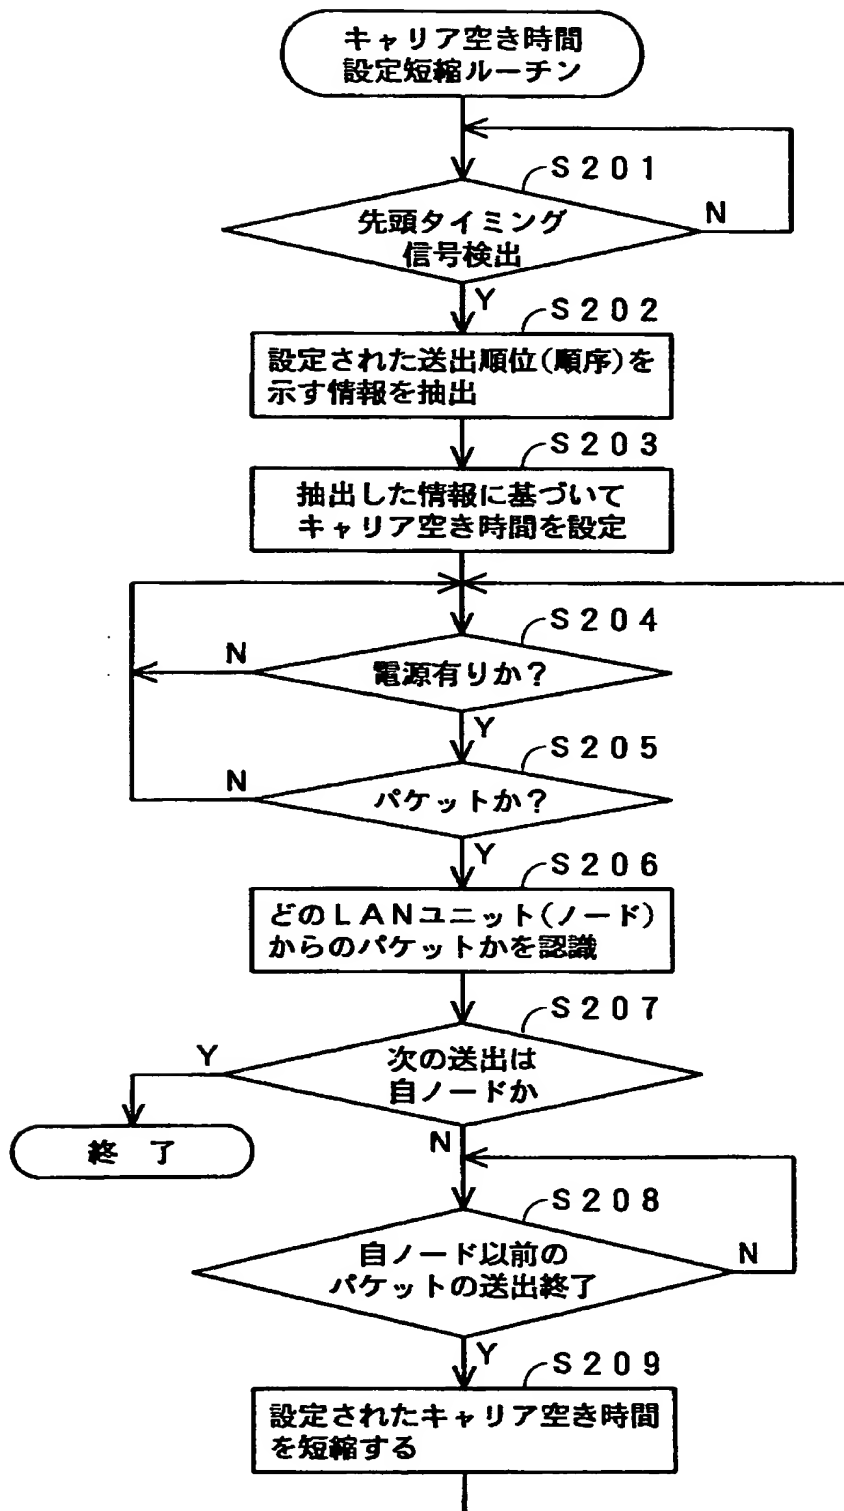 キャリア空き時間
設定短縮ルーチン
S201
先頭タイミング
信号検出
N
Y
S202
設定された送出順位(順序)を
示す情報を抽出
S203
抽出した情報に基づいて
キャリア空き時間を設定
S204
N
電源有りか?
Y
S205
N
パケットか?
Y
S206
どのLANユニット(ノード)
からのパケットかを認識
S207
Y
次の送出は
自ノードか
終 了
N
S208
自ノード以前の
パケットの送出終了
N
Y
S209
設定されたキャリア空き時間
を短縮する